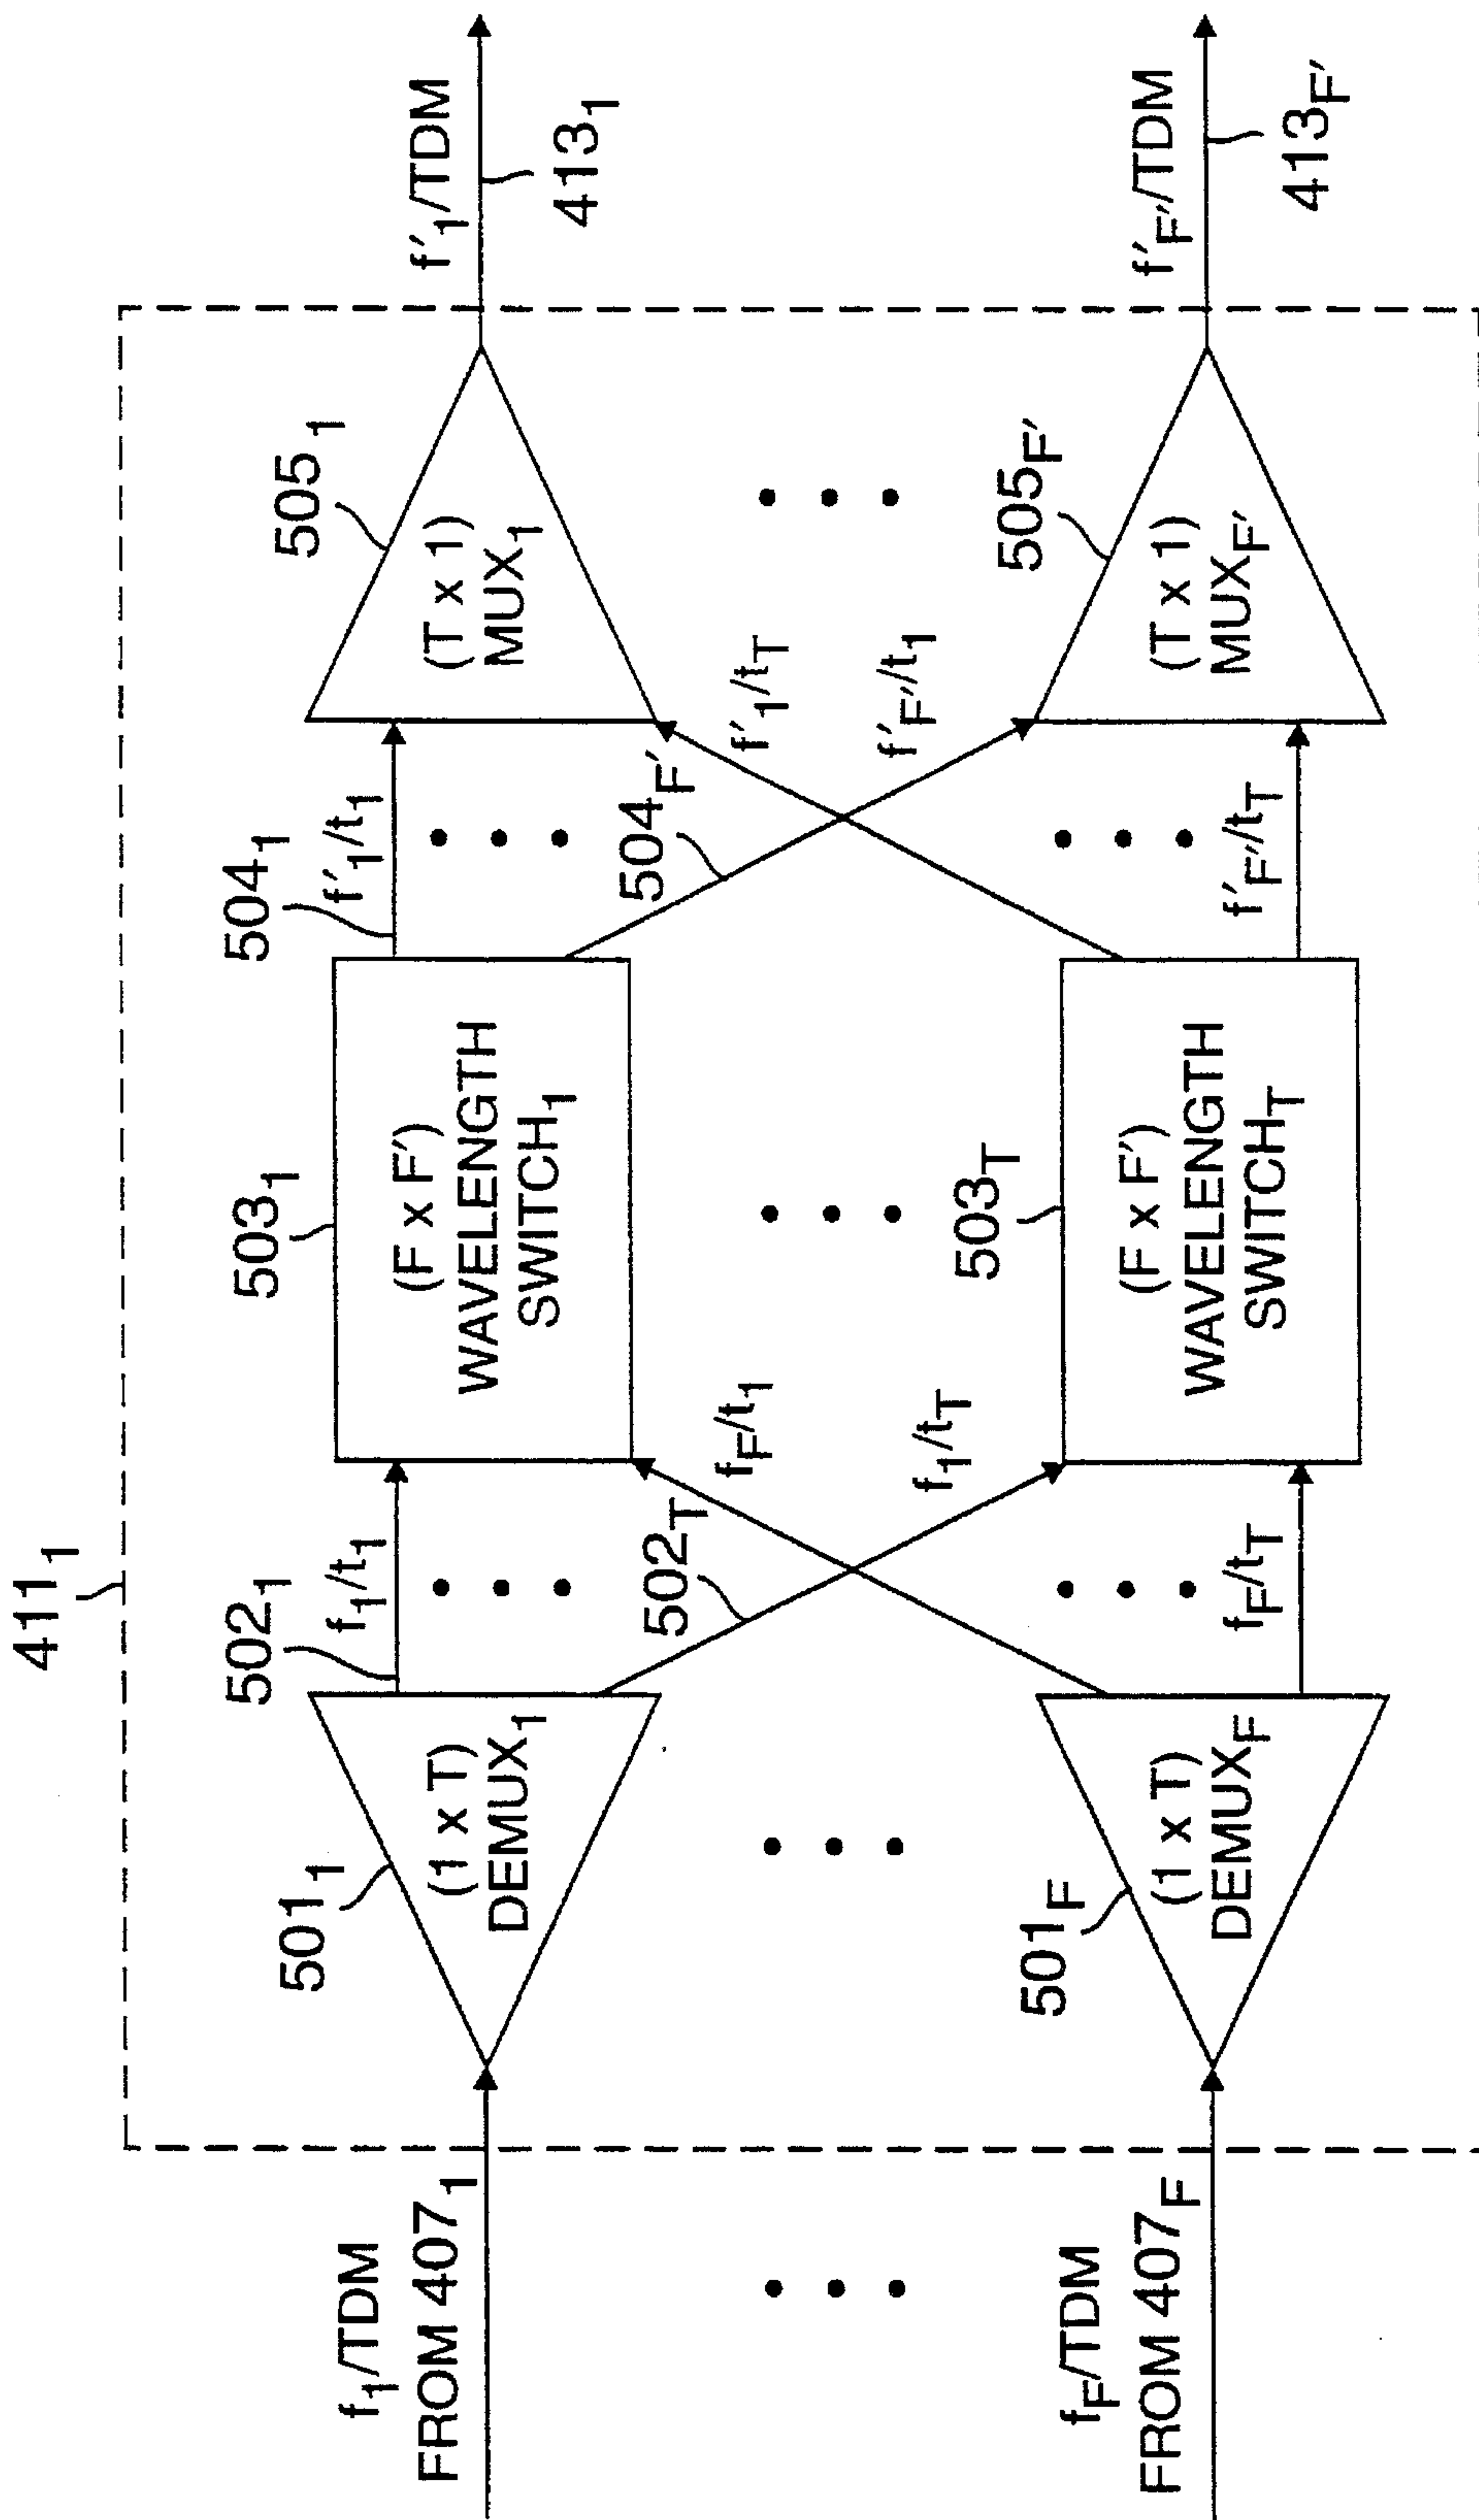 411₁
f₁/TDM
FROM 407₁
501₁
(1 x T)
DEMUX₁
502₁
f₁/t₁
502_T
503₁
(F x F')
WAVELENGTH
SWITCH₁
504₁
f'₁/t₁
504_F'
505₁
(T x 1)
MUX₁
f'₁/TDM
413₁
f_F/t₁
f₁/t_T
f'₁/t_T
f'_F'/t₁
f_F/TDM
FROM 407_F
501_F
(1 x T)
DEMUX_F
f_F/t_T
503_T
(F x F')
WAVELENGTH
SWITCH_T
f'_F'/t_T
505_F'
(T x 1)
MUX_F'
f'_F'/TDM
413_F'